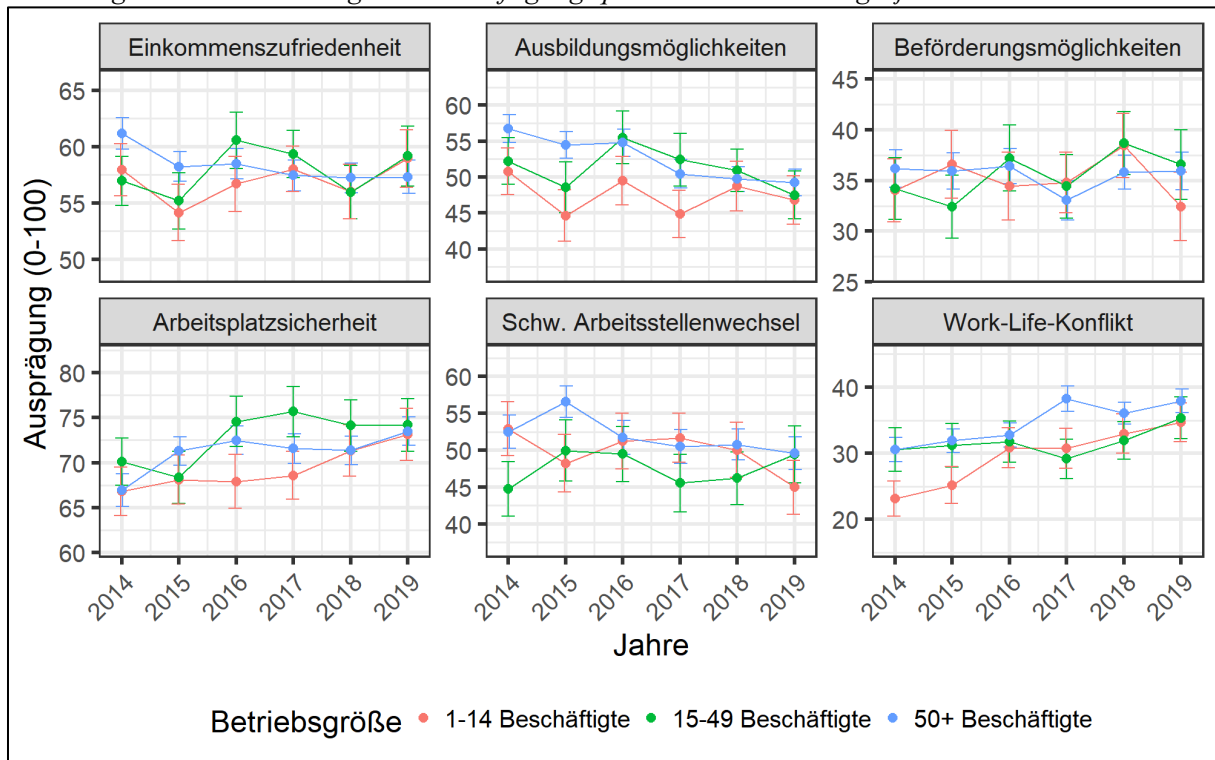 Einkommenszufriedenheit
Ausbildungsmöglichkeiten
Beförderungsmöglichkeiten
65
60
55
50
60
55
50
45
40
45
40
35
30
25
Arbeitsplatzsicherheit
Schw. Arbeitsstellenwechsel
Work-Life-Konflikt
80
75
70
65
60
60
55
50
45
40
40
30
20
Ausprägung (0-100)
2014 2015 2016 2017 2018 2019
2014 2015 2016 2017 2018 2019
2014 2015 2016 2017 2018 2019
Jahre
Betriebsgröße 1-14 Beschäftigte 15-49 Beschäftigte 50+ Beschäftigte